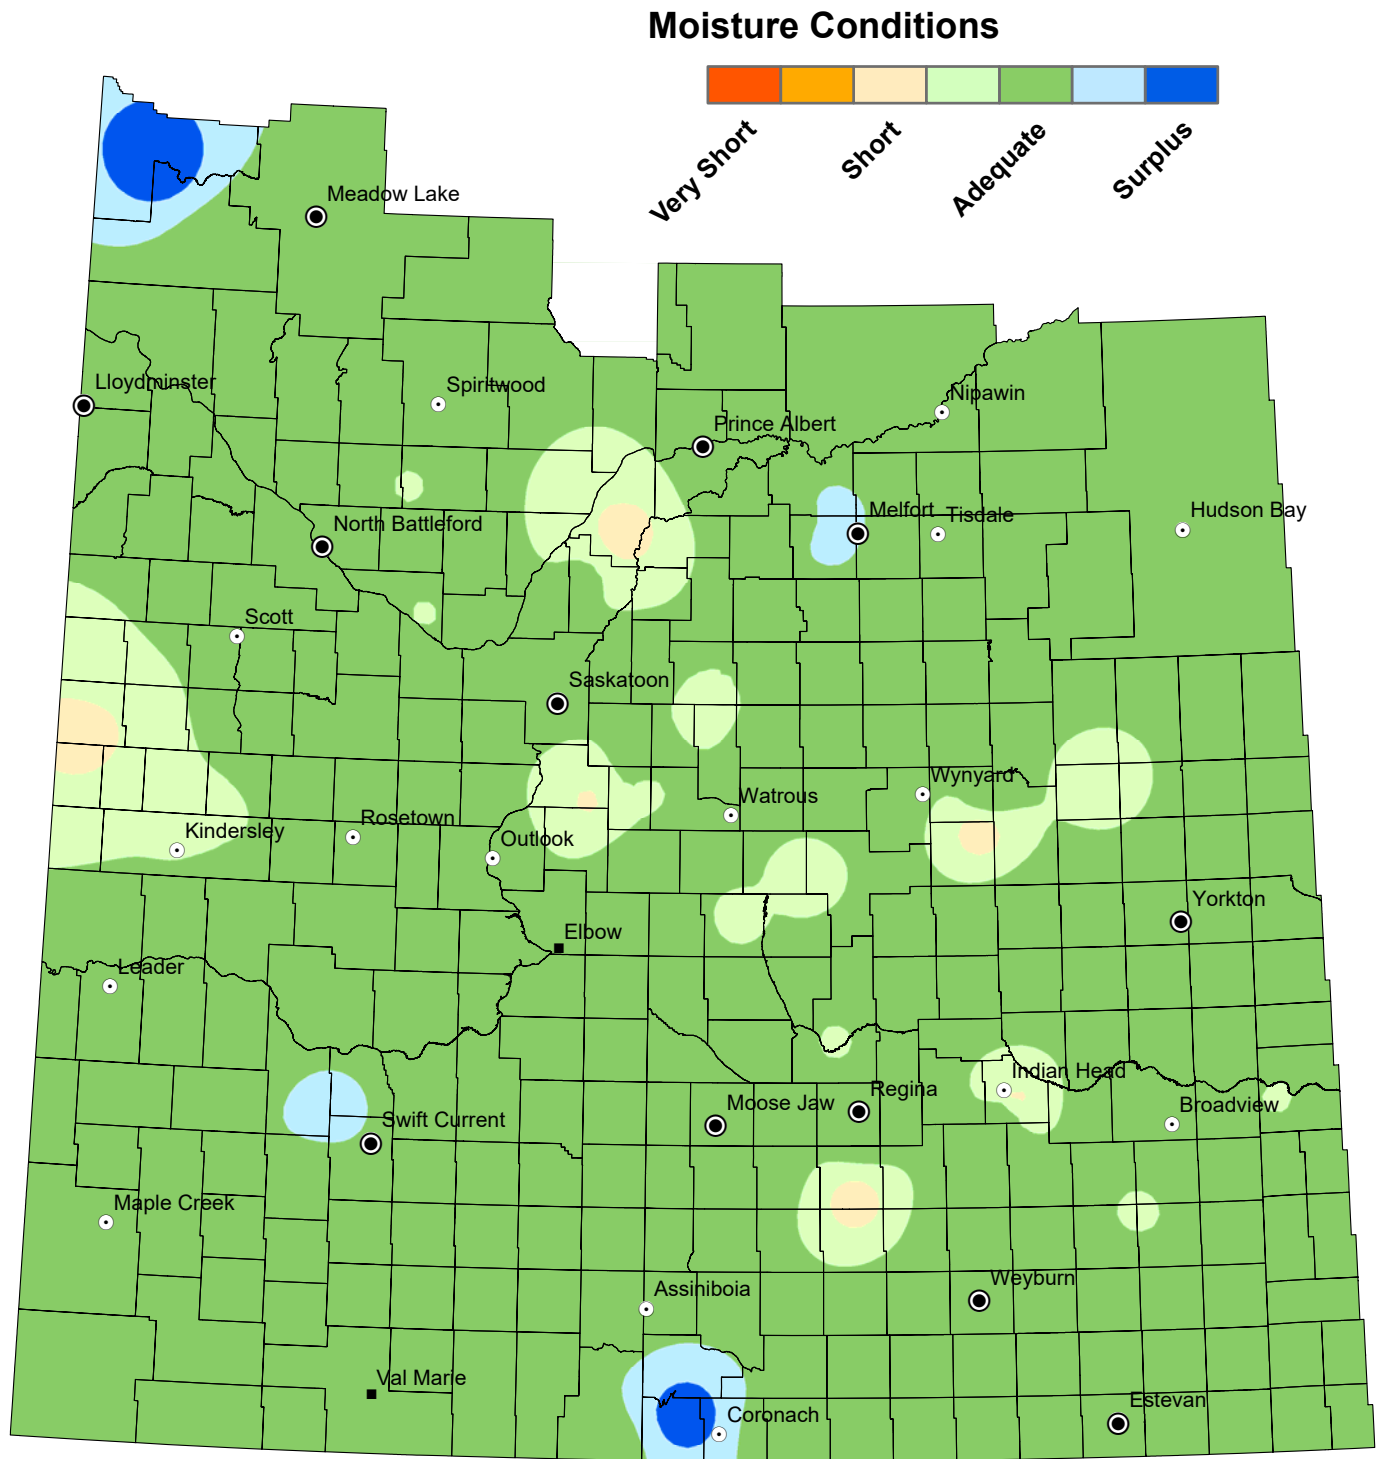 Moisture Conditions
Very Short
Short
Adequate
Surplus
Meadow Lake
Lloydminster
Spiritwood
Nipawin
Prince Albert
North Battleford
Melfort
Tisdale
Hudson Bay
Scott
Saskatoon
Wynyard
Watrous
Kindersley
Rosetown
Outlook
Yorkton
Elbow
Leader
Indian Head
Regina
Moose Jaw
Broadview
Swift Current
Maple Creek
Weyburn
Assiniboia
Val Marie
Coronach
Estevan